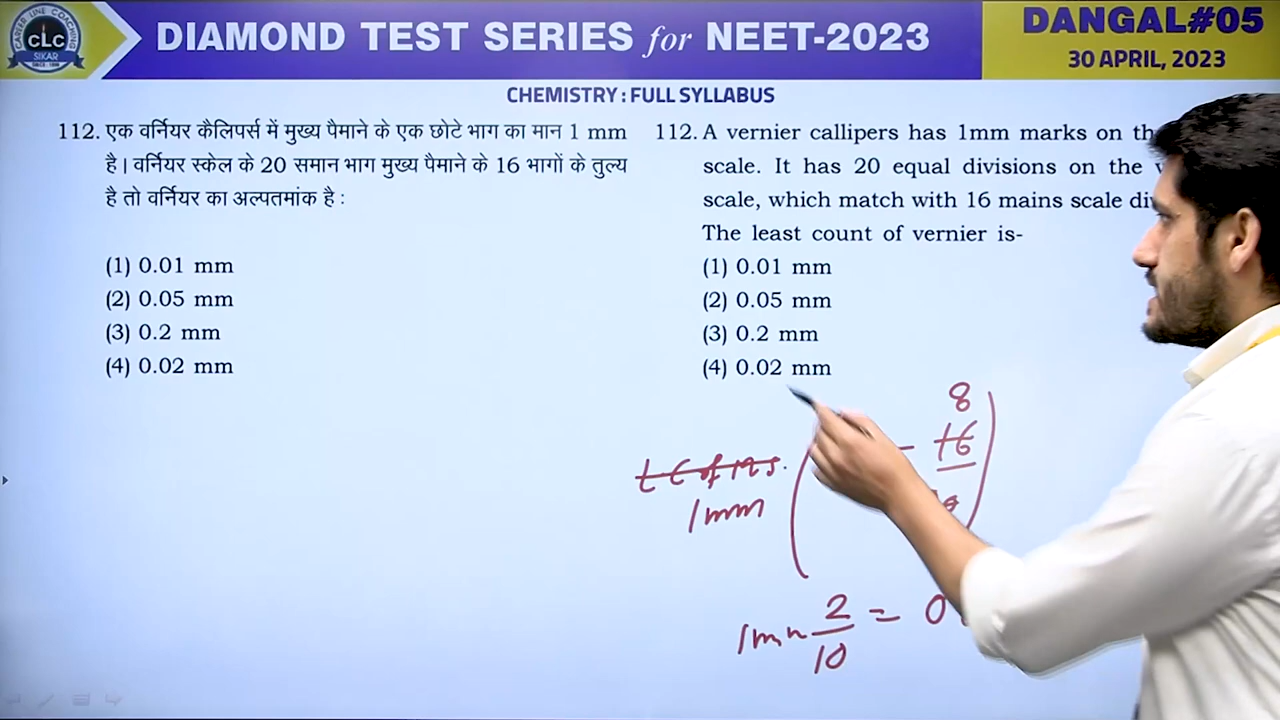 CAREER LINE COACHING
CLC
SIKAR
SINCE : 1996
DIAMOND TEST SERIES for NEET-2023
DANGAL#05
30 APRIL, 2023
CHEMISTRY : FULL SYLLABUS
112. एक वर्नियर कैलिपर्स में मुख्य पैमाने के एक छोटे भाग का मान 1 mm
है। वर्नियर स्केल के 20 समान भाग मुख्य पैमाने के 16 भागों के तुल्य
है तो वर्नियर का अल्पतमांक है :
(1) 0.01 mm
(2) 0.05 mm
(3) 0.2 mm
(4) 0.02 mm
112. A vernier callipers has 1mm marks on
scale. It has 20 equal divisions on the
scale, which match with 16 mains scale
The least count of vernier is-
(1) 0.01 mm
(2) 0.05 mm
(3) 0.2 mm
(4) 0.02 mm
8
( - 16 )
1mm
1mm 2/10 = 0